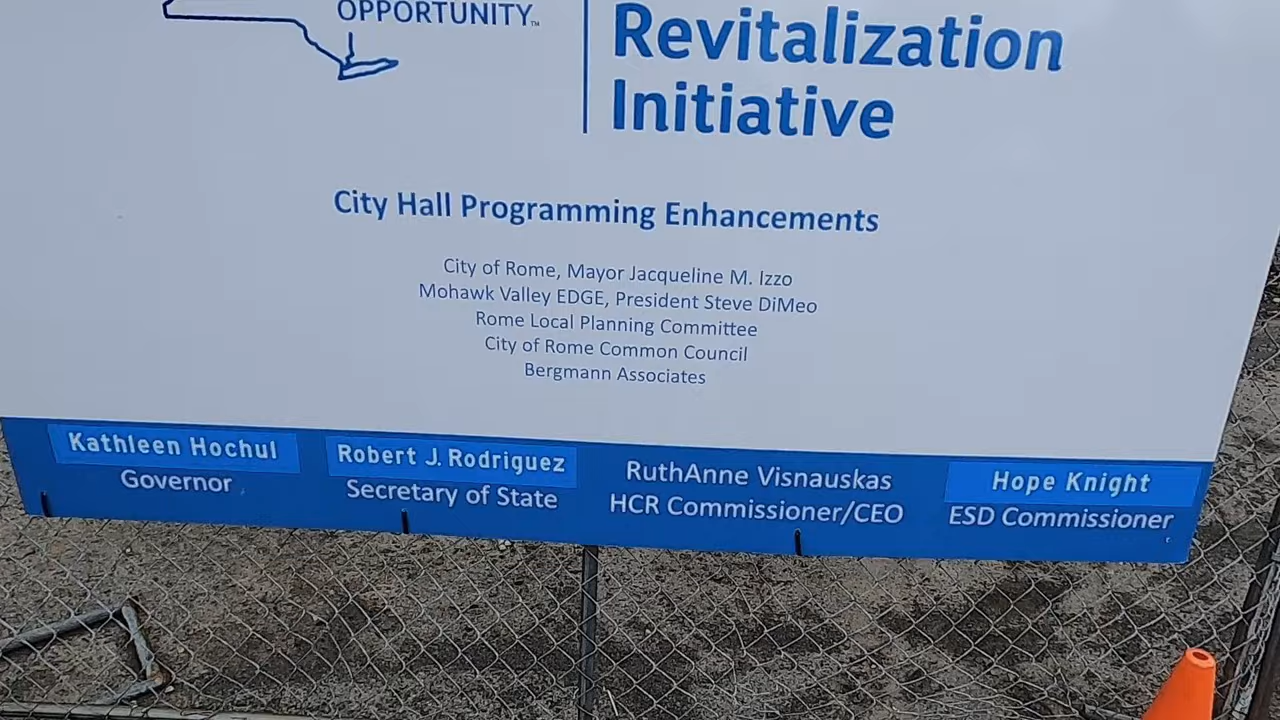 OPPORTUNITY™
Revitalization
Initiative
City Hall Programming Enhancements
City of Rome, Mayor Jacqueline M. Izzo
Mohawk Valley EDGE, President Steve DiMeo
Rome Local Planning Committee
City of Rome Common Council
Bergmann Associates
Kathleen Hochul
Governor
Robert J. Rodriguez
Secretary of State
RuthAnne Visnauskas
HCR Commissioner/CEO
Hope Knight
ESD Commissioner